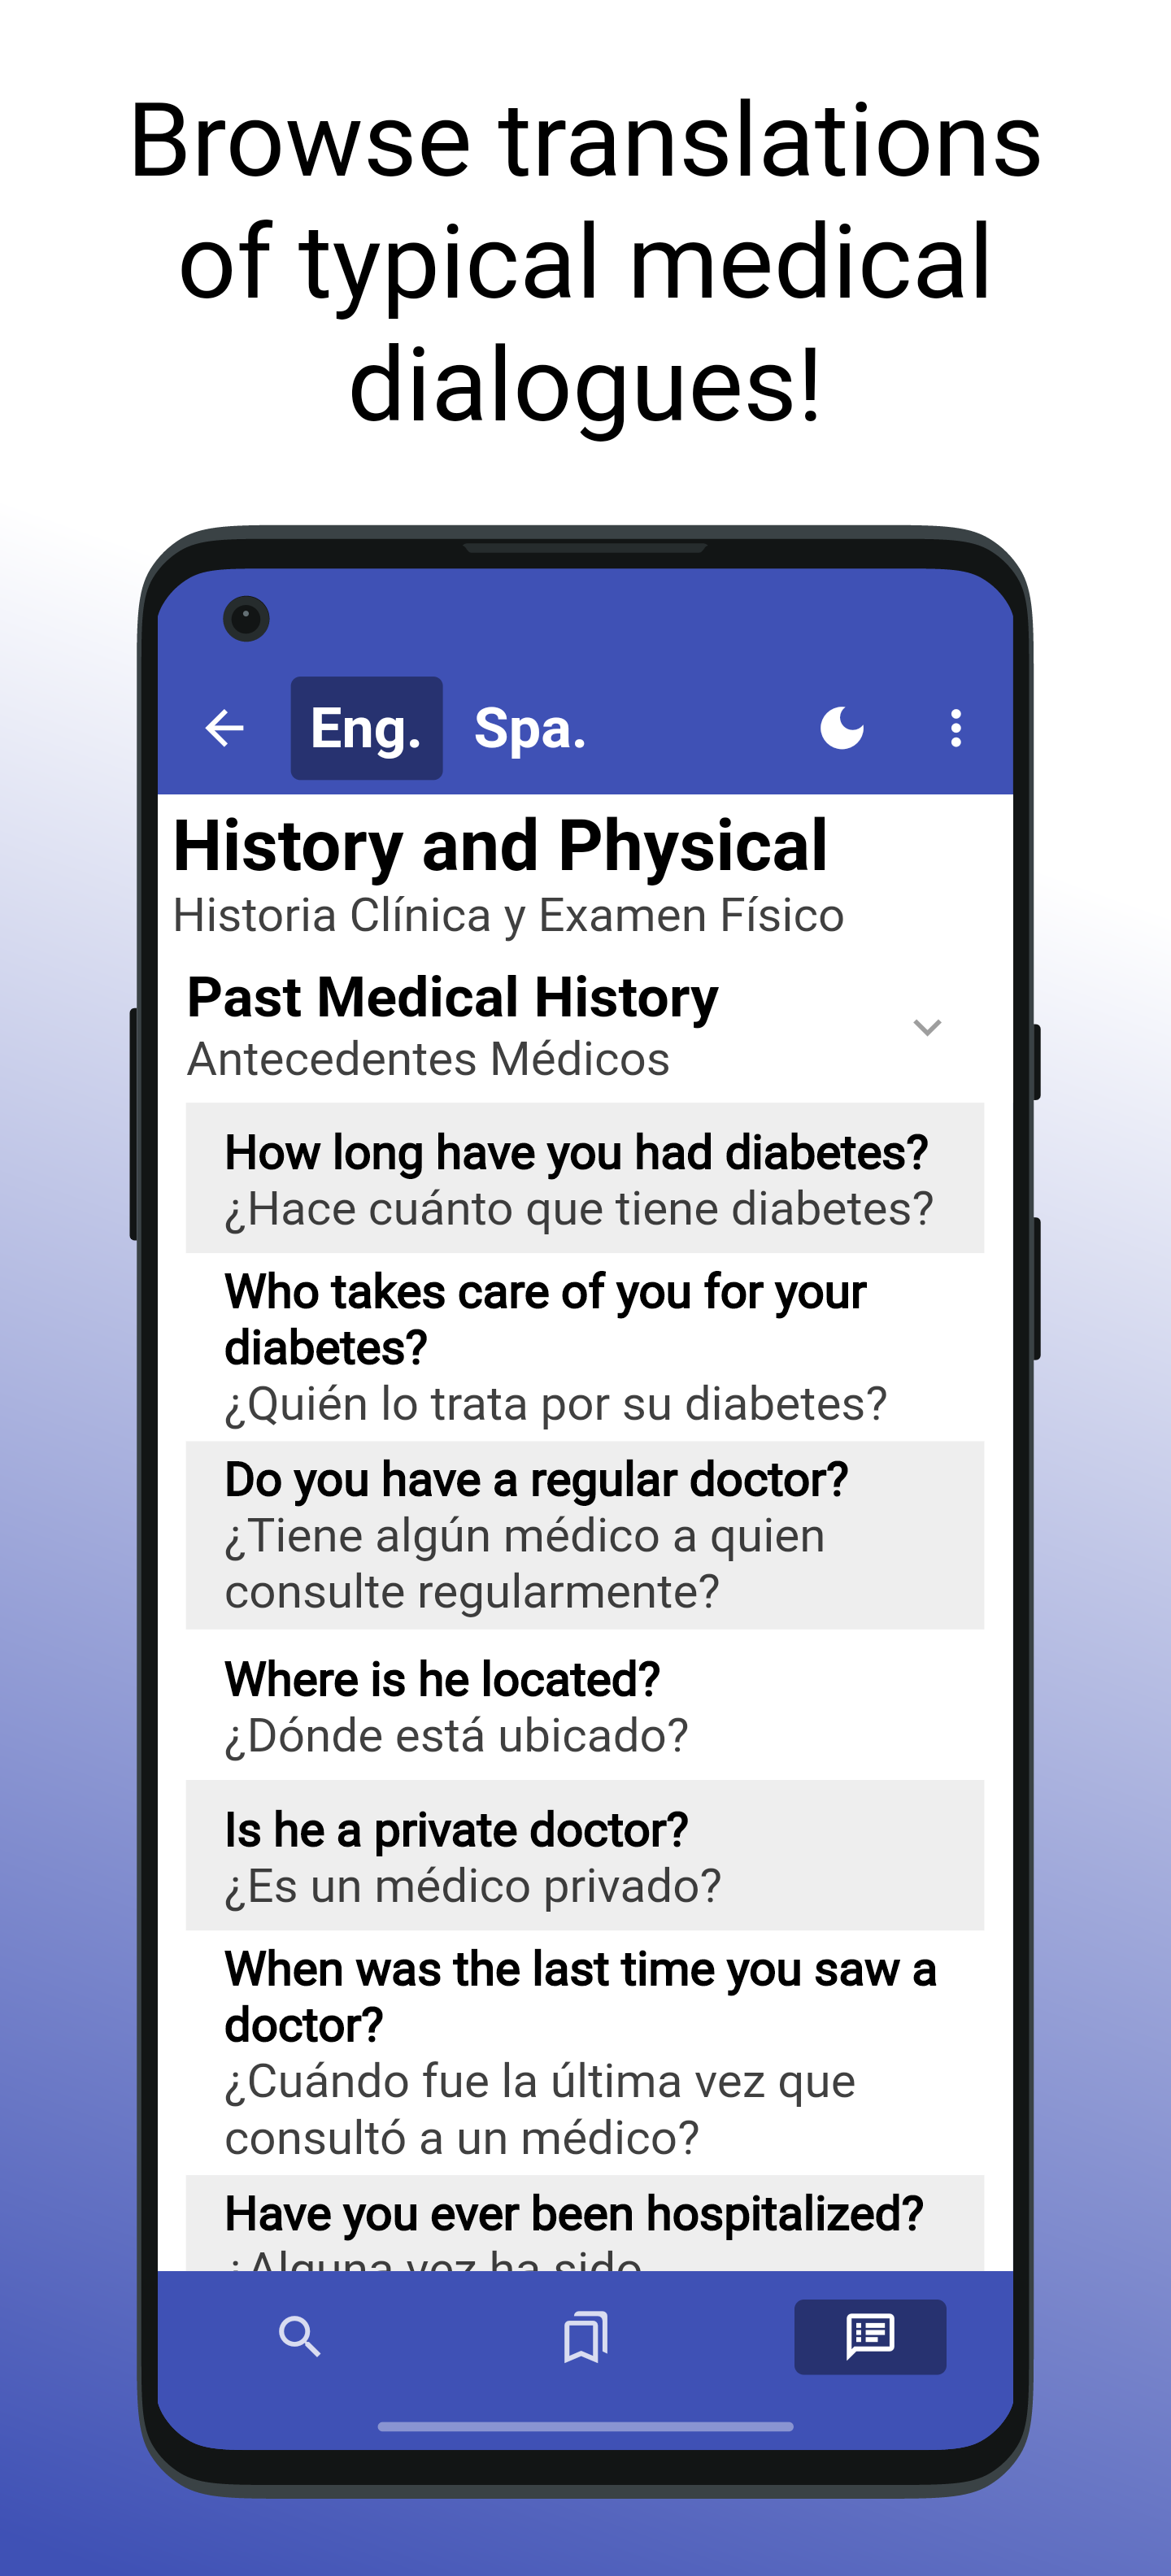 Browse translations
of typical medical
dialogues!
Eng. Spa.
History and Physical
Historia Clínica y Examen Físico
Past Medical History
Antecedentes Médicos
How long have you had diabetes?
¿Hace cuánto que tiene diabetes?
Who takes care of you for your
diabetes?
¿Quién lo trata por su diabetes?
Do you have a regular doctor?
¿Tiene algún médico a quien
consulte regularmente?
Where is he located?
¿Dónde está ubicado?
Is he a private doctor?
¿Es un médico privado?
When was the last time you saw a
doctor?
¿Cuándo fue la última vez que
consultó a un médico?
Have you ever been hospitalized?
¿Alguna vez ha sido